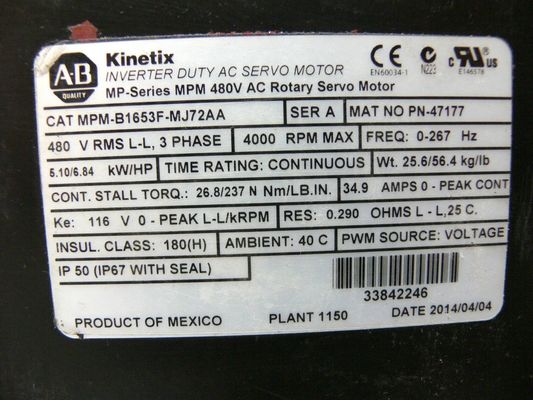 A-B
QUALITY
Kinetix
INVERTER DUTY AC SERVO MOTOR
MP-Series MPM 480V AC Rotary Servo Motor
CE
EN60034-1
N223
c UR US
E146578
CAT MPM-B1653F-MJ72AA SER A MAT NO PN-47177
480 V RMS L-L, 3 PHASE 4000 RPM MAX FREQ: 0-267 Hz
5.10/6.84 kW/HP TIME RATING: CONTINUOUS Wt. 25.6/56.4 kg/lb
CONT. STALL TORQ.: 26.8/237 N Nm/LB.IN. 34.9 AMPS 0 - PEAK CONT
Ke: 116 V 0 - PEAK L-L/kRPM RES: 0.290 OHMS L - L,25 C.
INSUL. CLASS: 180(H) AMBIENT: 40 C PWM SOURCE: VOLTAGE
IP 50 (IP67 WITH SEAL)
33842246
PRODUCT OF MEXICO PLANT 1150 DATE 2014/04/04